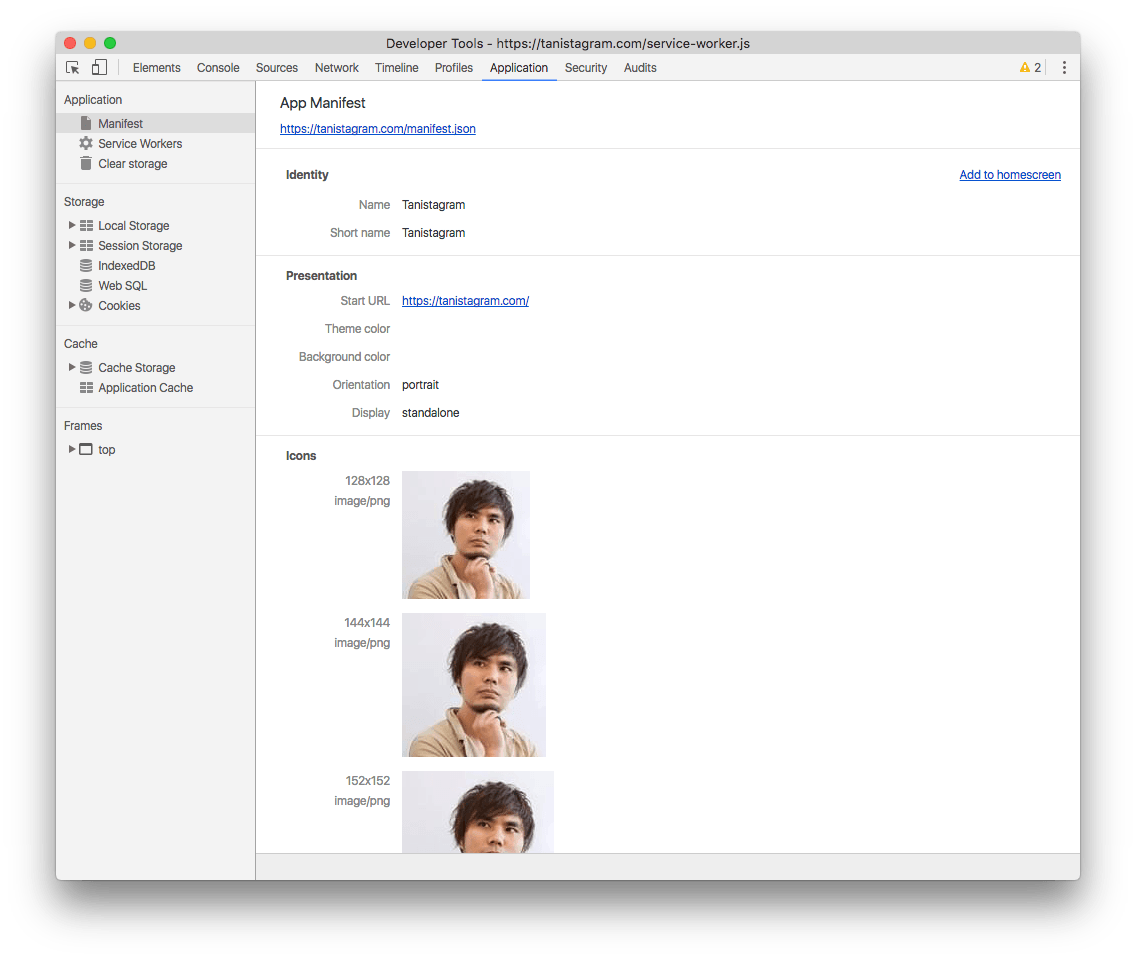 Developer Tools - https://tanistagram.com/service-worker.js
Elements Console Sources Network Timeline Profiles Application Security Audits 2
Application
Manifest
Service Workers
Clear storage
Storage
Local Storage
Session Storage
IndexedDB
Web SQL
Cookies
Cache
Cache Storage
Application Cache
Frames
top
App Manifest
https://tanistagram.com/manifest.json
Identity Add to homescreen
Name Tanistagram
Short name Tanistagram
Presentation
Start URL https://tanistagram.com/
Theme color
Background color
Orientation portrait
Display standalone
Icons
128x128
image/png
144x144
image/png
152x152
image/png